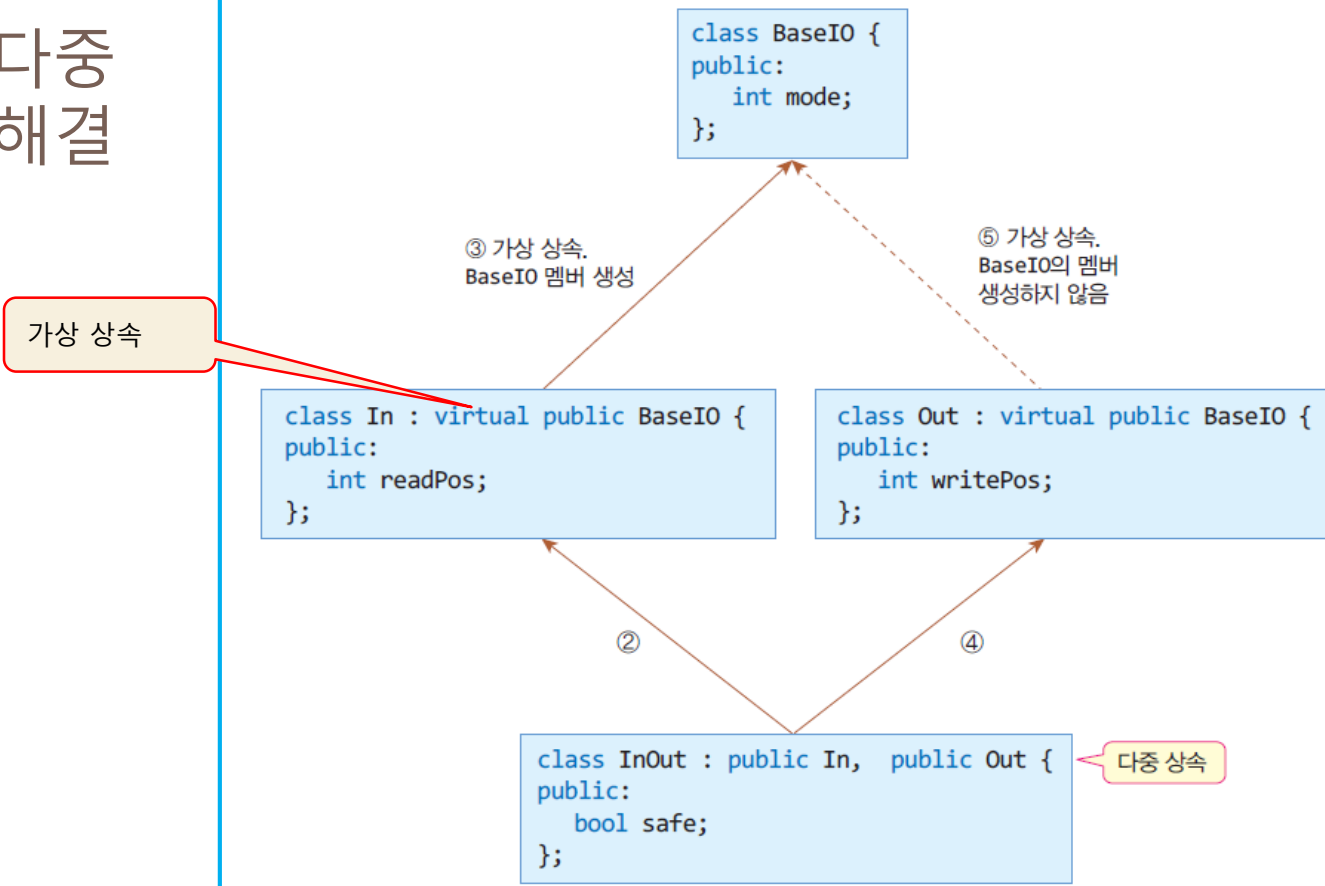 다중
해결
class BaseIO {
public:
int mode;
};
③ 가상 상속.
BaseIO 멤버 생성
⑤ 가상 상속.
BaseIO의 멤버
생성하지 않음
가상 상속
class In : virtual public BaseIO {
public:
int readPos;
};
class Out : virtual public BaseIO {
public:
int writePos;
};
②
④
class InOut : public In, public Out {
public:
bool safe;
};
다중 상속